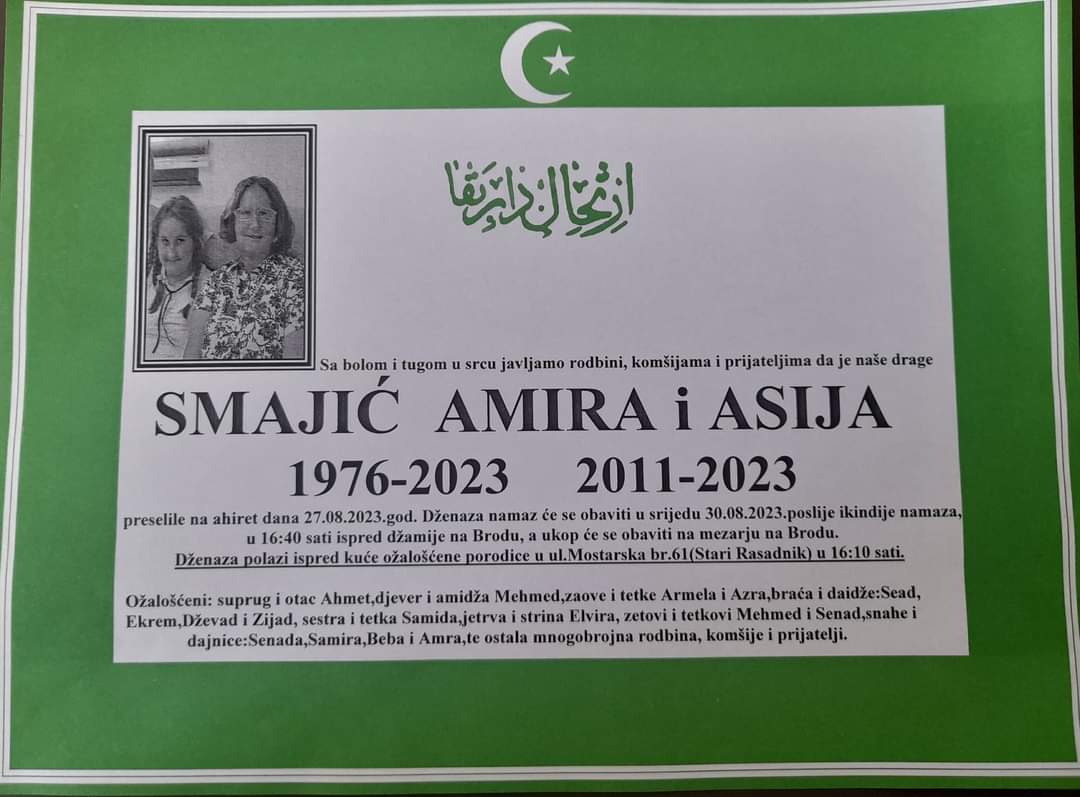 ارتحال دار بقا
Sa bolom i tugom u srcu javljamo rodbini, komšijama i prijateljima da je naše drage
SMAJIĆ AMIRA i ASIJA
1976-2023 2011-2023
preselile na ahiret dana 27.08.2023.god. Dženaza namaz će se obaviti u srijedu 30.08.2023.poslije ikindije namaza,
u 16:40 sati ispred džamije na Brodu, a ukop će se obaviti na mezarju na Brodu.
Dženaza polazi ispred kuće ožalošćene porodice u ul.Mostarska br.61(Stari Rasadnik) u 16:10 sati.
Ožalošćeni: suprug i otac Ahmet,djever i amidža Mehmed,zaove i tetke Armela i Azra,braća i daidže:Sead,
Ekrem,Dževad i Zijad, sestra i tetka Samida,jetrva i strina Elvira, zetovi i tetkovi Mehmed i Senad,snahe i
dajnice:Senada,Samira,Beba i Amra,te ostala mnogobrojna rodbina, komšije i prijatelji.